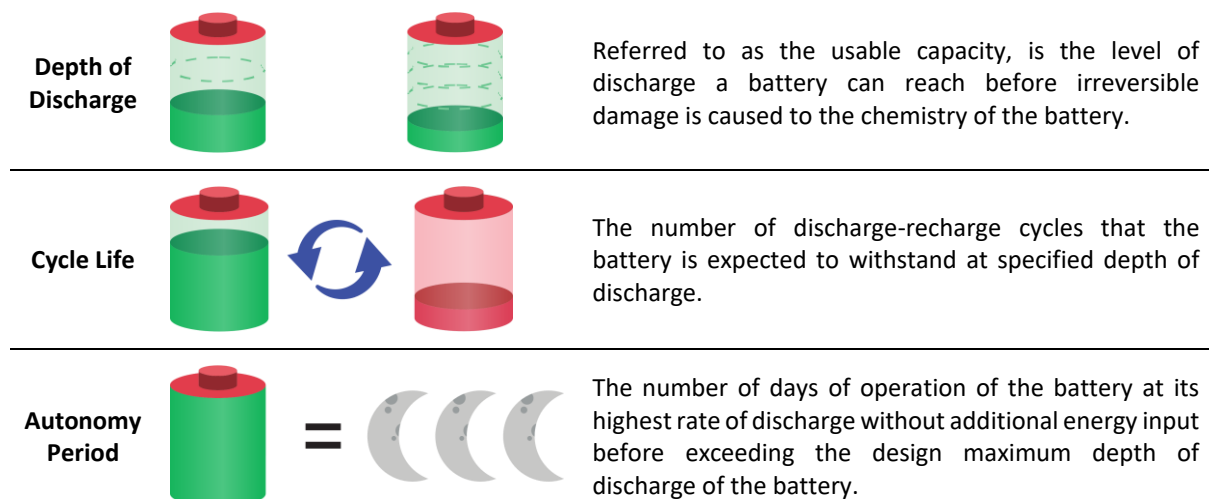 Depth of
Discharge
Referred to as the usable capacity, is the level of
discharge a battery can reach before irreversible
damage is caused to the chemistry of the battery.
Cycle Life
The number of discharge-recharge cycles that the
battery is expected to withstand at specified depth of
discharge.
Autonomy
Period
=
The number of days of operation of the battery at its
highest rate of discharge without additional energy input
before exceeding the design maximum depth of
discharge of the battery.